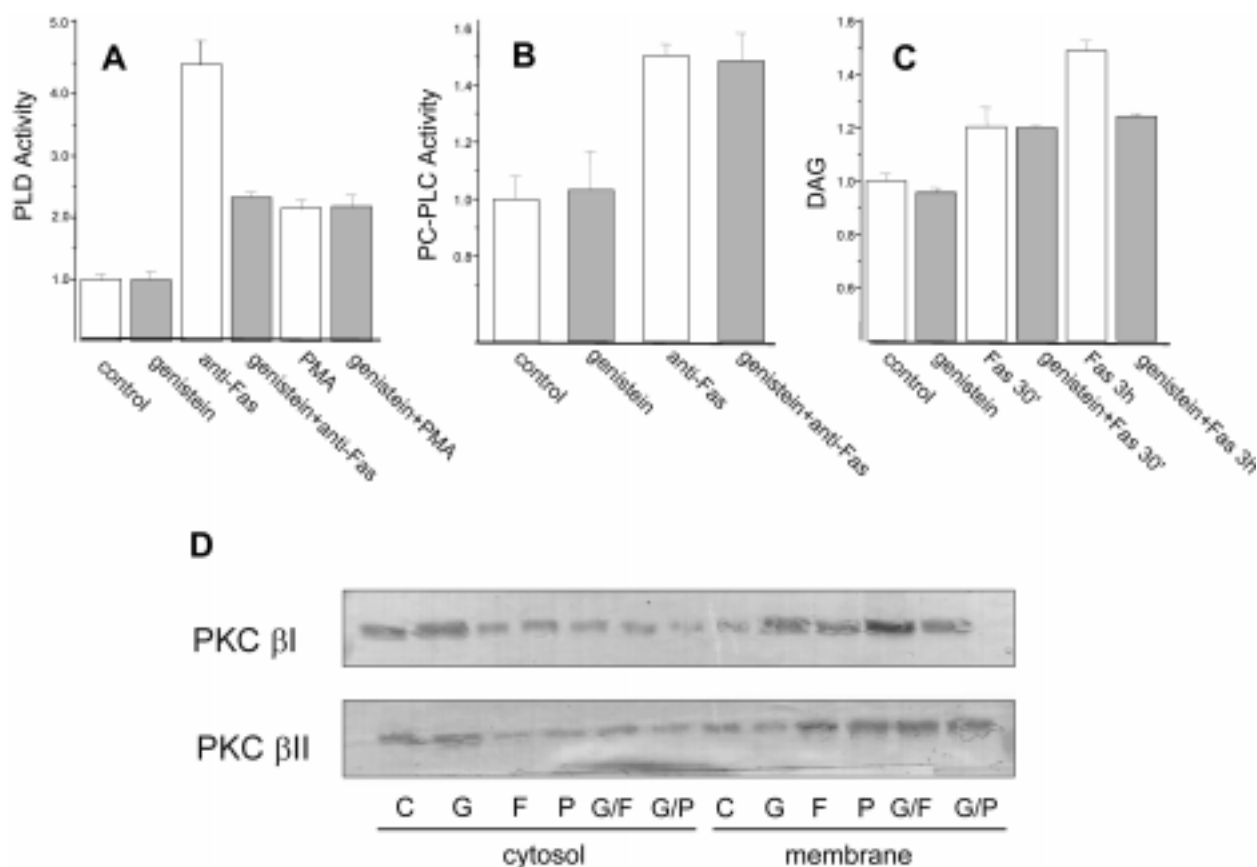 A
PLD Activity
5.0
4.0
3.0
2.0
1.0
control
genistein
anti-Fas
genistein+anti-Fas
PMA
genistein+PMA
B
PC-PLC Activity
1.6
1.4
1.2
1.0
0.8
control
genistein
anti-Fas
genistein+anti-Fas
C
DAG
1.6
1.4
1.2
1.0
0.8
0.6
control
genistein
Fas 30'
genistein+Fas 30'
Fas 3h
genistein+Fas 3h
D
PKC βI
PKC βII
C G F P G/F G/P C G F P G/F G/P
cytosol membrane